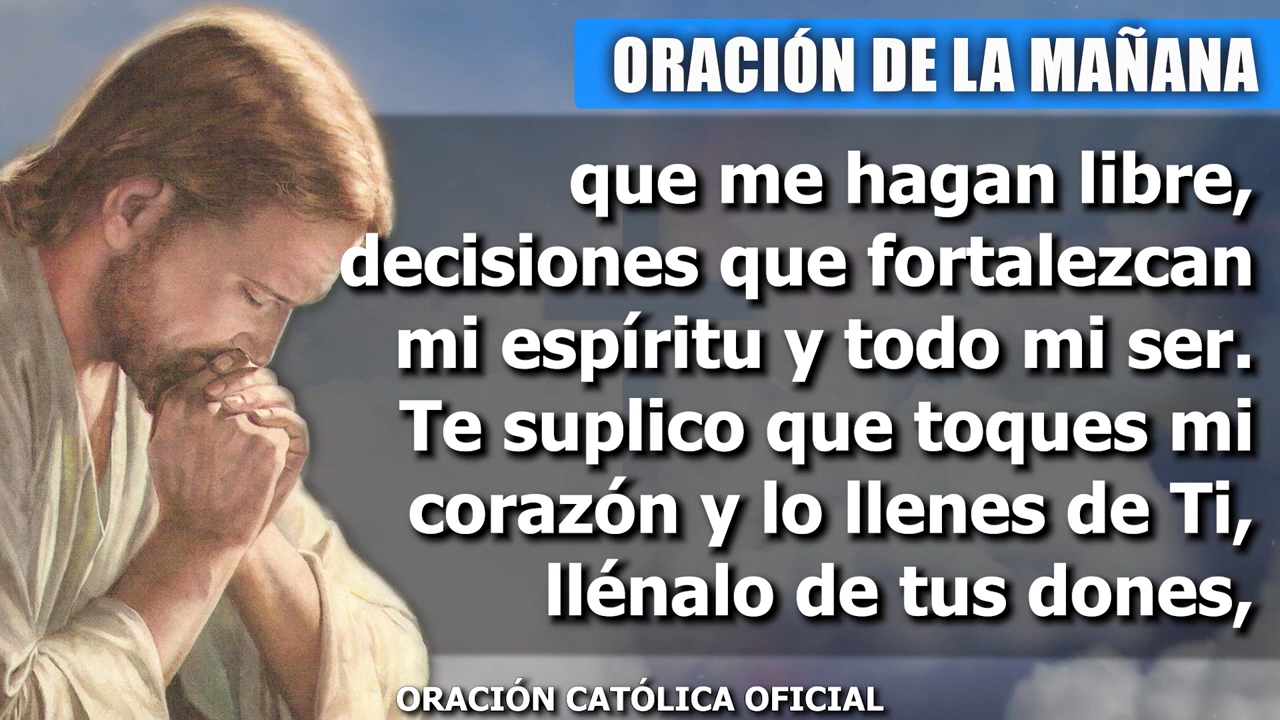 ORACIÓN DE LA MAÑANA
que me hagan libre,
decisiones que fortalezcan
mi espíritu y todo mi ser.
Te suplico que toques mi
corazón y lo llenes de Ti,
llénalo de tus dones,
ORACIÓN CATÓLICA OFICIAL